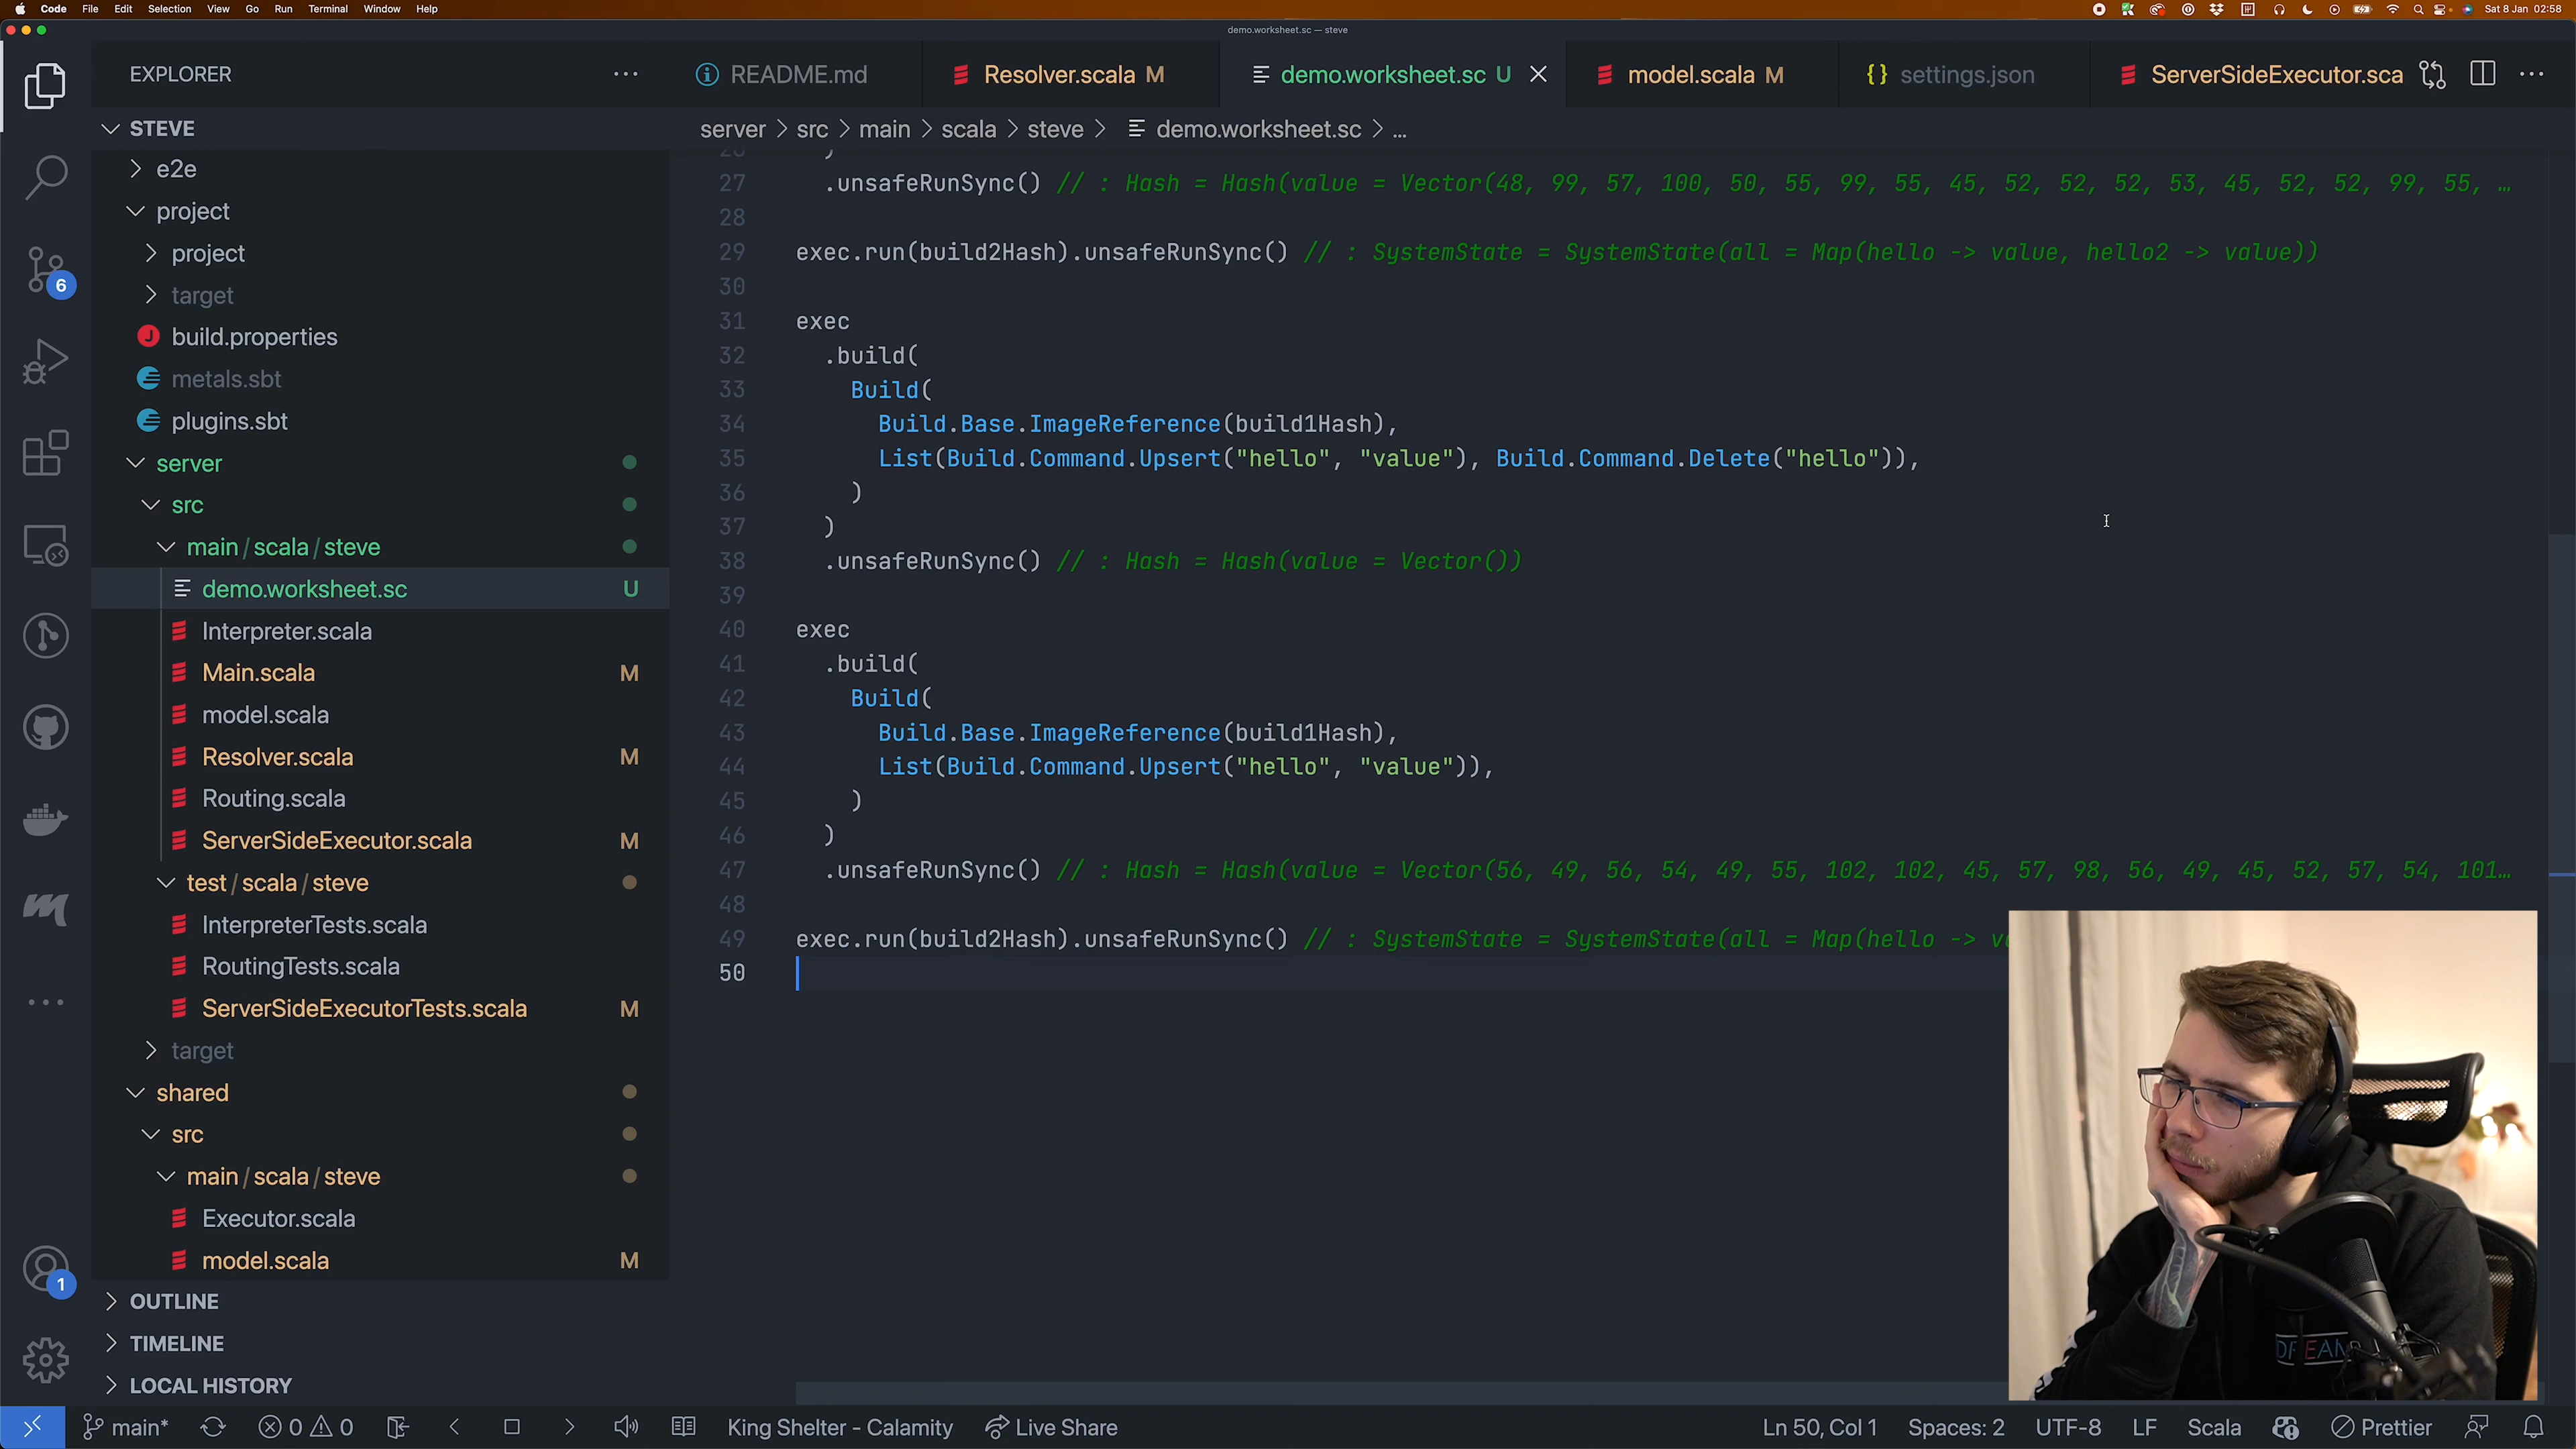 Code File Edit Selection View Go Run Terminal Window Help
Sat 8 Jan 02:58
demo.worksheet.sc — steve
EXPLORER
README.md
Resolver.scala M
demo.worksheet.sc U
model.scala M
{} settings.json
ServerSideExecutor.sca
STEVE
server > src > main > scala > steve > demo.worksheet.sc > ...
e2e
project
project
target
build.properties
metals.sbt
plugins.sbt
server
src
main / scala / steve
demo.worksheet.sc U
Interpreter.scala
Main.scala M
model.scala
Resolver.scala M
Routing.scala
ServerSideExecutor.scala M
test / scala / steve
InterpreterTests.scala
RoutingTests.scala
ServerSideExecutorTests.scala M
target
shared
src
main / scala / steve
Executor.scala
model.scala M
OUTLINE
TIMELINE
LOCAL HISTORY
6
1
27 .unsafeRunSync() // : Hash = Hash(value = Vector(48, 99, 57, 100, 50, 55, 99, 55, 45, 52, 52, 52, 53, 45, 52, 52, 99, 55, …
28
29 exec.run(build2Hash).unsafeRunSync() // : SystemState = SystemState(all = Map(hello -> value, hello2 -> value))
30
31 exec
32 .build(
33 Build(
34 Build.Base.ImageReference(build1Hash),
35 List(Build.Command.Upsert("hello", "value"), Build.Command.Delete("hello")),
36 )
37 )
38 .unsafeRunSync() // : Hash = Hash(value = Vector())
39
40 exec
41 .build(
42 Build(
43 Build.Base.ImageReference(build1Hash),
44 List(Build.Command.Upsert("hello", "value")),
45 )
46 )
47 .unsafeRunSync() // : Hash = Hash(value = Vector(56, 49, 56, 54, 49, 55, 102, 102, 45, 57, 98, 56, 49, 45, 52, 57, 54, 101…
48
49 exec.run(build2Hash).unsafeRunSync() // : SystemState = SystemState(all = Map(hello ->
50
main* 0 0 King Shelter - Calamity Live Share
Ln 50, Col 1 Spaces: 2 UTF-8 LF Scala Prettier